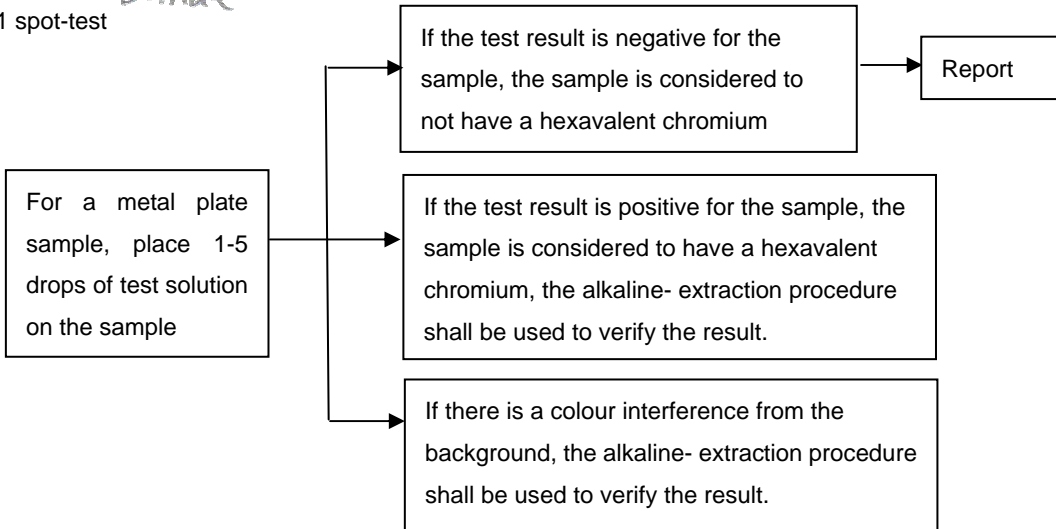 1 spot-test
If the test result is negative for the
sample, the sample is considered to
not have a hexavalent chromium
Report
For a metal plate
sample, place 1-5
drops of test solution
on the sample
If the test result is positive for the sample, the
sample is considered to have a hexavalent
chromium, the alkaline- extraction procedure
shall be used to verify the result.
If there is a colour interference from the
background, the alkaline- extraction procedure
shall be used to verify the result.